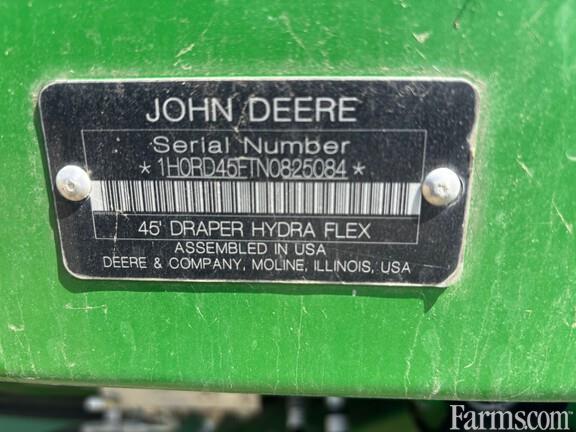 JOHN DEERE
Serial Number
*1H0RD45FTN0825084*
45' DRAPER HYDRA FLEX
ASSEMBLED IN USA
DEERE & COMPANY, MOLINE, ILLINOIS, USA
Farms.com